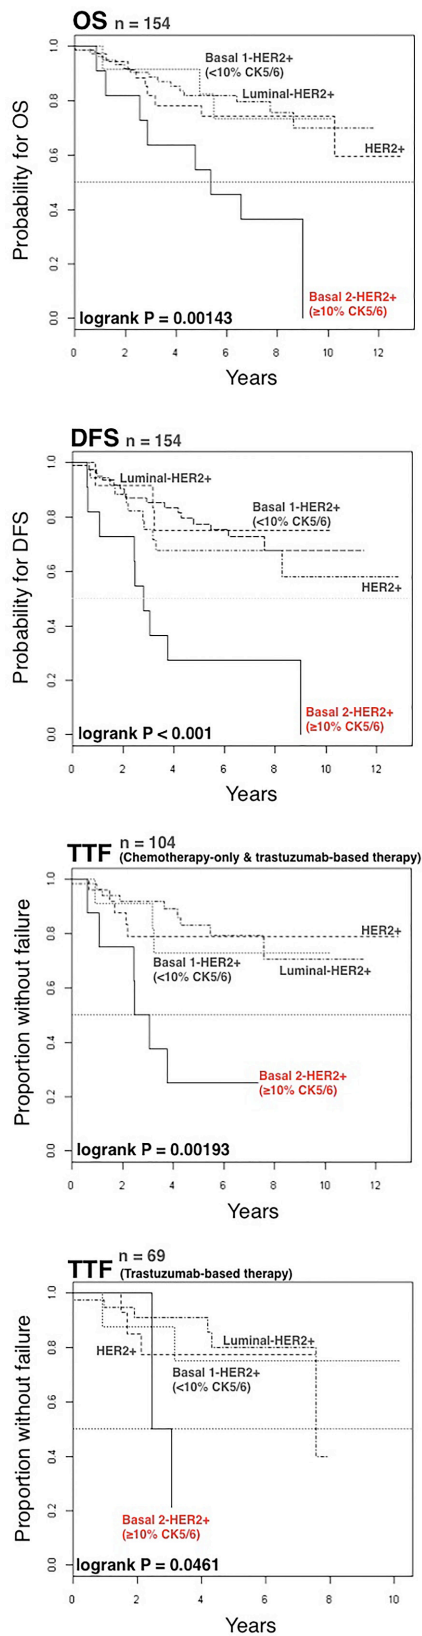 OS n = 154
Probability for OS
1.0
0.8
0.6
0.4
0.2
0.0
Basal 1-HER2+
(<10% CK5/6)
Luminal-HER2+
HER2+
Basal 2-HER2+
(≥10% CK5/6)
logrank P = 0.00143
0 2 4 6 8 10 12
Years
DFS n = 154
Probability for DFS
1.0
0.8
0.6
0.4
0.2
0.0
Luminal-HER2+
Basal 1-HER2+
(<10% CK5/6)
HER2+
Basal 2-HER2+
(≥10% CK5/6)
logrank P < 0.001
0 2 4 6 8 10 12
Years
TTF n = 104
(Chemotherapy-only & trastuzumab-based therapy)
Proportion without failure
1.0
0.8
0.6
0.4
0.2
0.0
HER2+
Basal 1-HER2+
(<10% CK5/6)
Luminal-HER2+
Basal 2-HER2+
(≥10% CK5/6)
logrank P = 0.00193
0 2 4 6 8 10 12
Years
TTF n = 69
(Trastuzumab-based therapy)
Proportion without failure
1.0
0.8
0.6
0.4
0.2
0.0
Luminal-HER2+
HER2+
Basal 1-HER2+
(<10% CK5/6)
Basal 2-HER2+
(≥10% CK5/6)
logrank P = 0.0461
0 2 4 6 8 10
Years